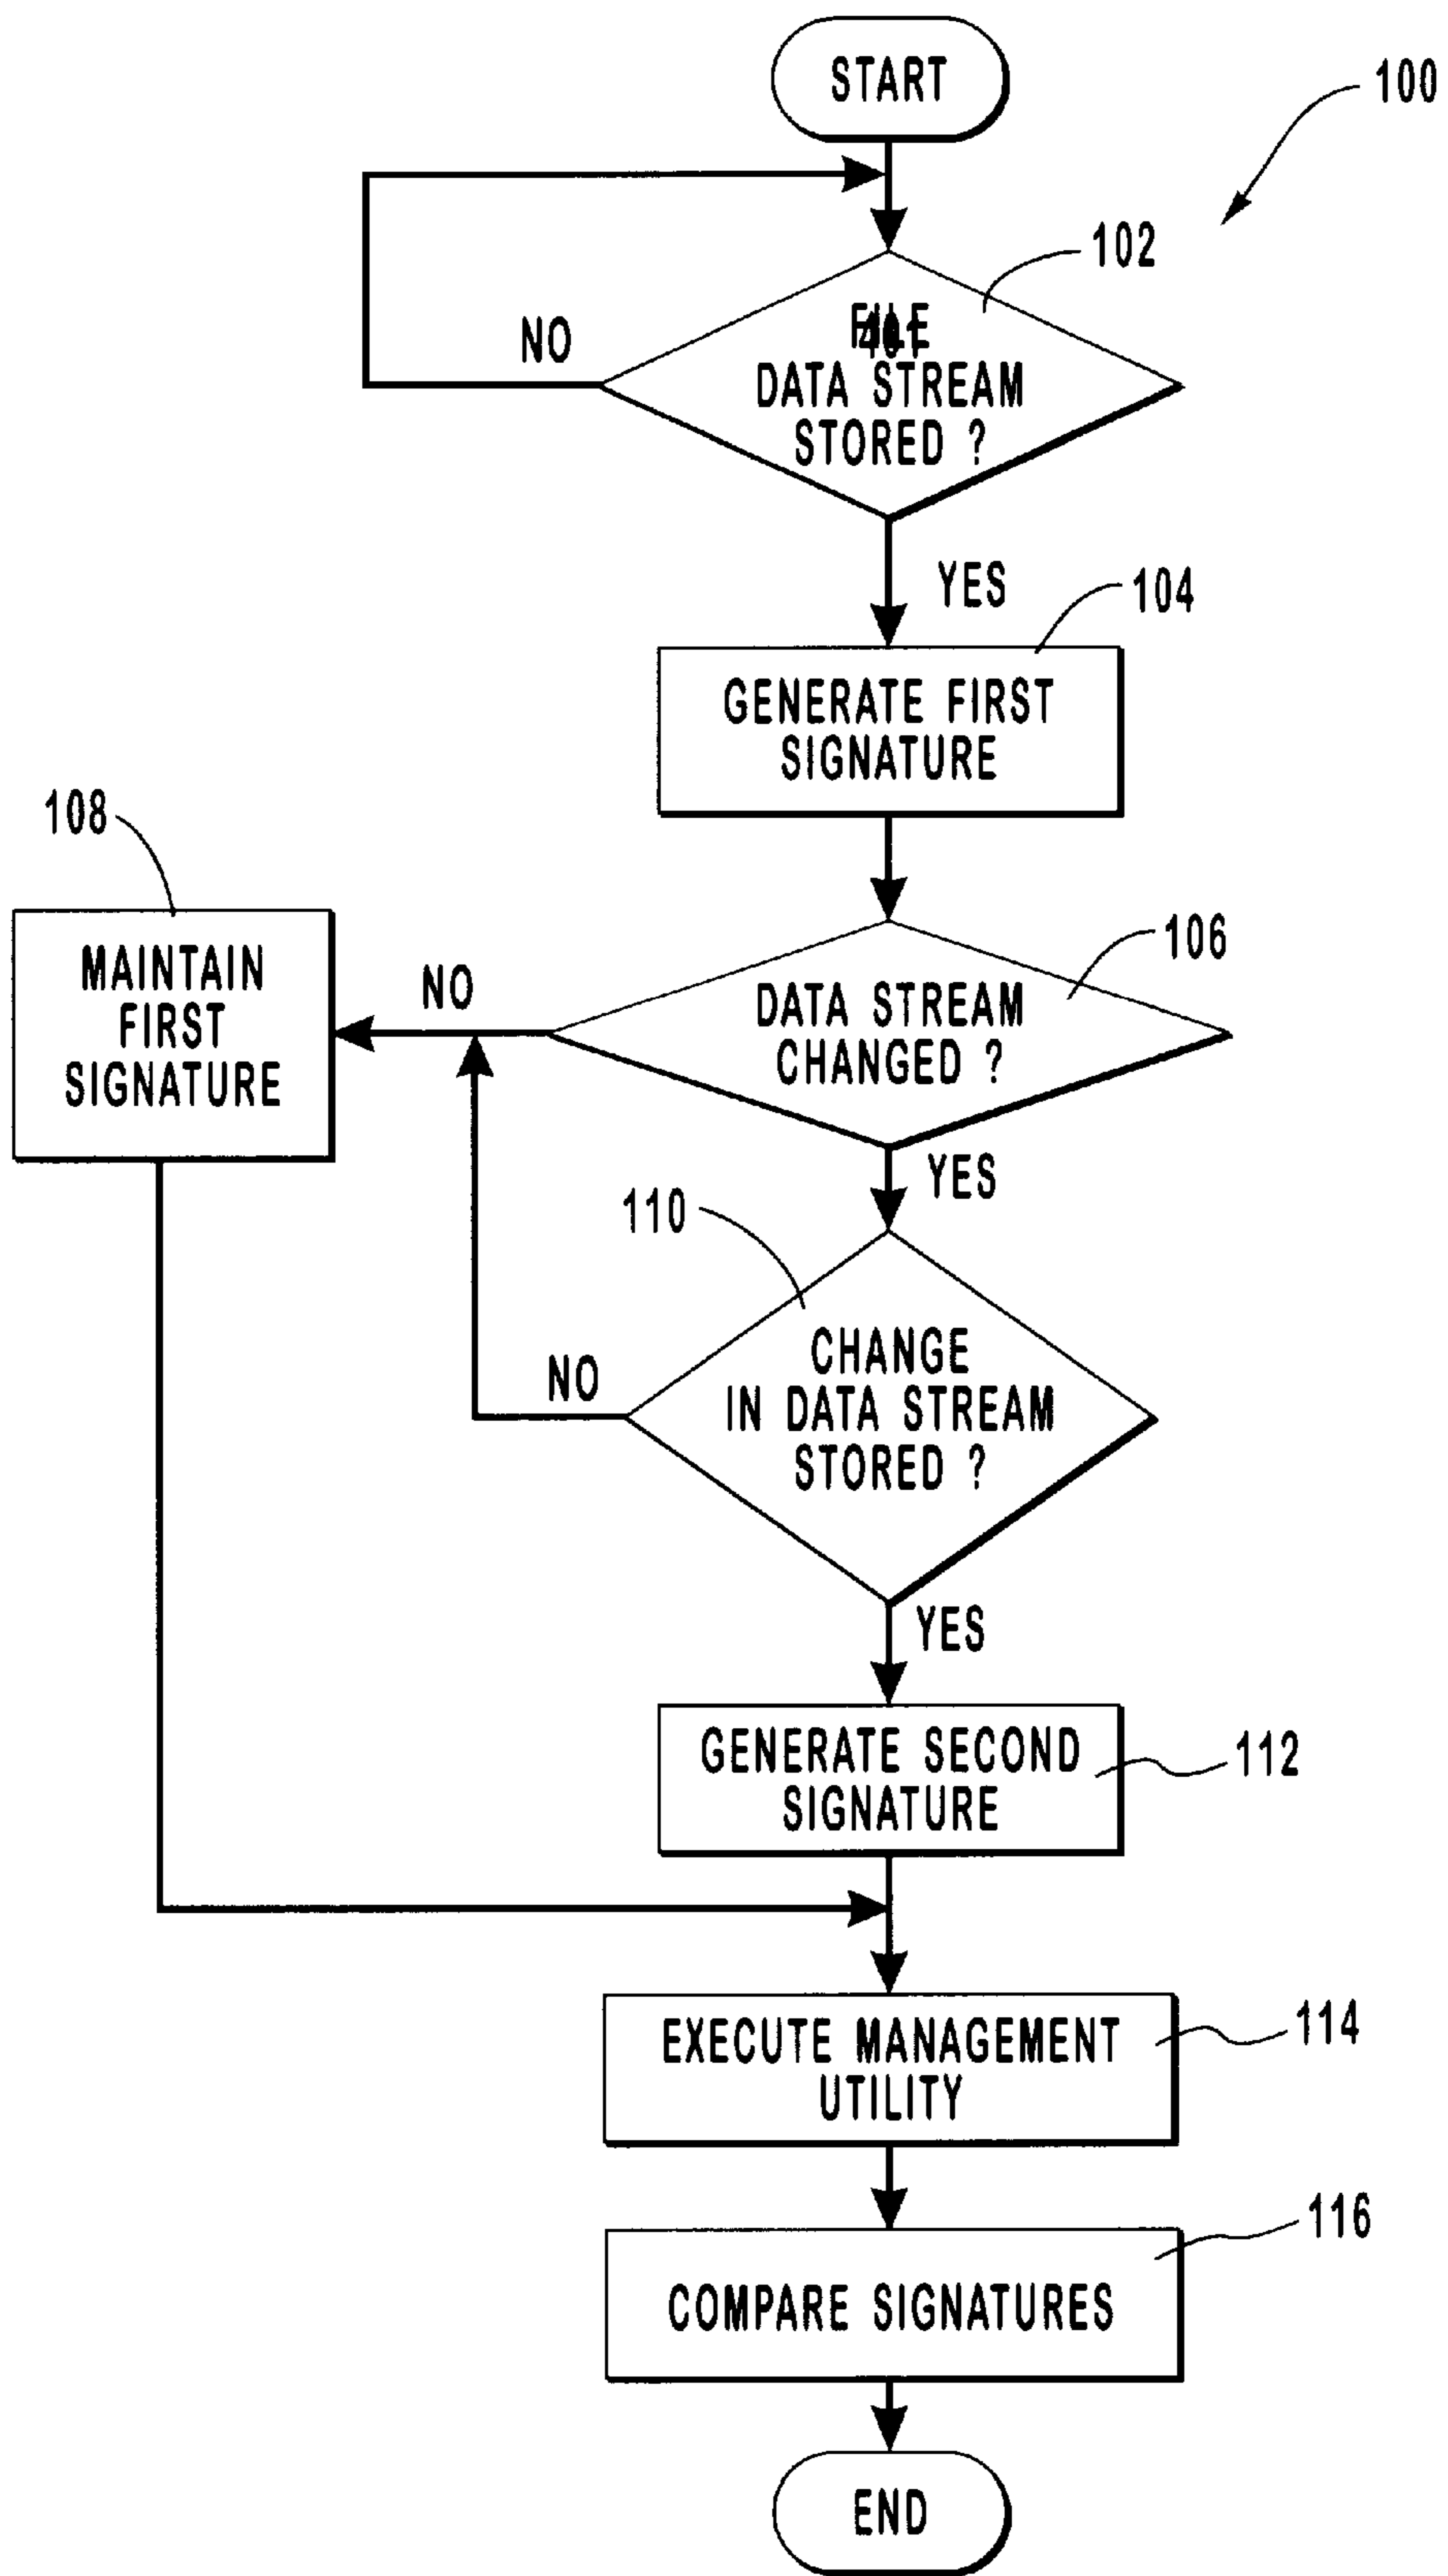 START
100
102
NO
FILE
DATA STREAM
STORED ?
YES
104
GENERATE FIRST
SIGNATURE
108
MAINTAIN
FIRST
SIGNATURE
NO
106
DATA STREAM
CHANGED ?
YES
110
NO
CHANGE
IN DATA STREAM
STORED ?
YES
GENERATE SECOND
SIGNATURE
112
EXECUTE MANAGEMENT
UTILITY
114
116
COMPARE SIGNATURES
END